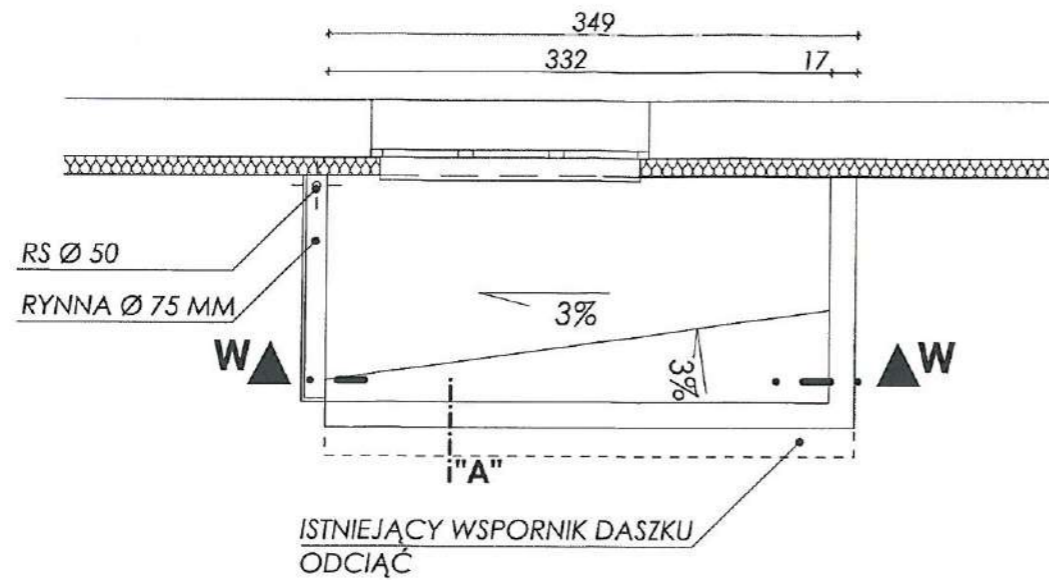 349
332
17
RS Ø 50
RYNNA Ø 75 MM
3%
W
W
3%
"A"
ISTNIEJĄCY WSPORNIK DASZKU
ODCIĄĆ